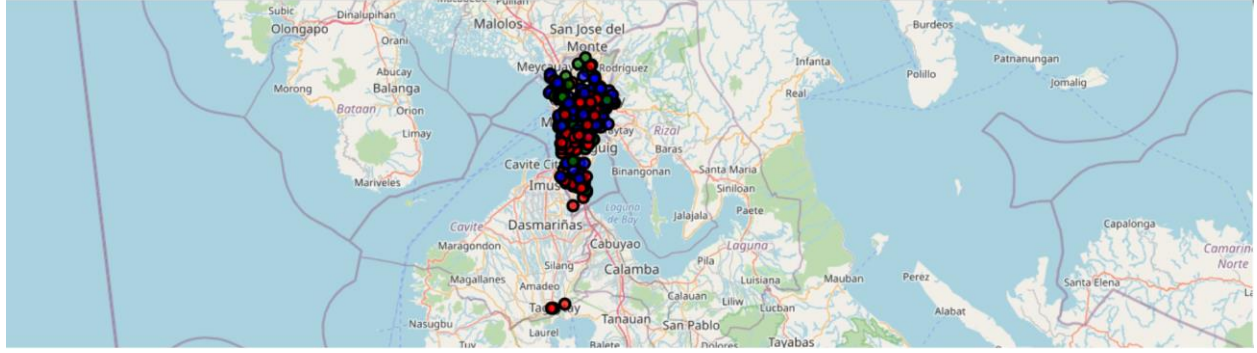 Subic
Dinalupihan
Pulilan
Olongapo
Orani
Malolos
San Jose del
Monte
Burdeos
Patnanungan
Meycauay
Rodriguez
Infanta
Polillo
Jomalig
Abucay
Balanga
Morong
Real
Bataan
Orion
Limay
Rizal
Baras
Cavite
Binangonan
Santa Maria
Siniloan
Mariveles
Imus
Laguna
de Bay
Jalajala
Paete
Cavite
Dasmariñas
Capalonga
Maragondon
Cabuyao
Laguna
Camarin
Norte
Silang
Calamba
Pila
Magallanes
Amadeo
Luisiana
Mauban
Perez
Santa Elena
Calauan
Liliw
Lucban
Alabat
Nasugbu
Laurel
Tanauan
San Pablo
Tuy
Balete
Dolores
Tayabas